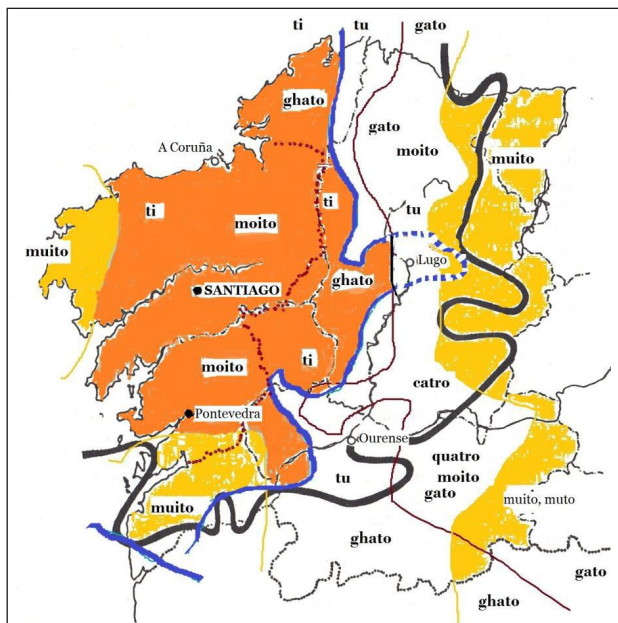 ti tu gato
ghato
gato
A Coruña
moito
muito
ti
ti
moito
tu
muito
Lugo
ghato
SANTIAGO
moito
ti
catro
Pontevedra
Ourense
quatro
tu
moito
gato
muito
muito, muto
ghato
gato
ghato